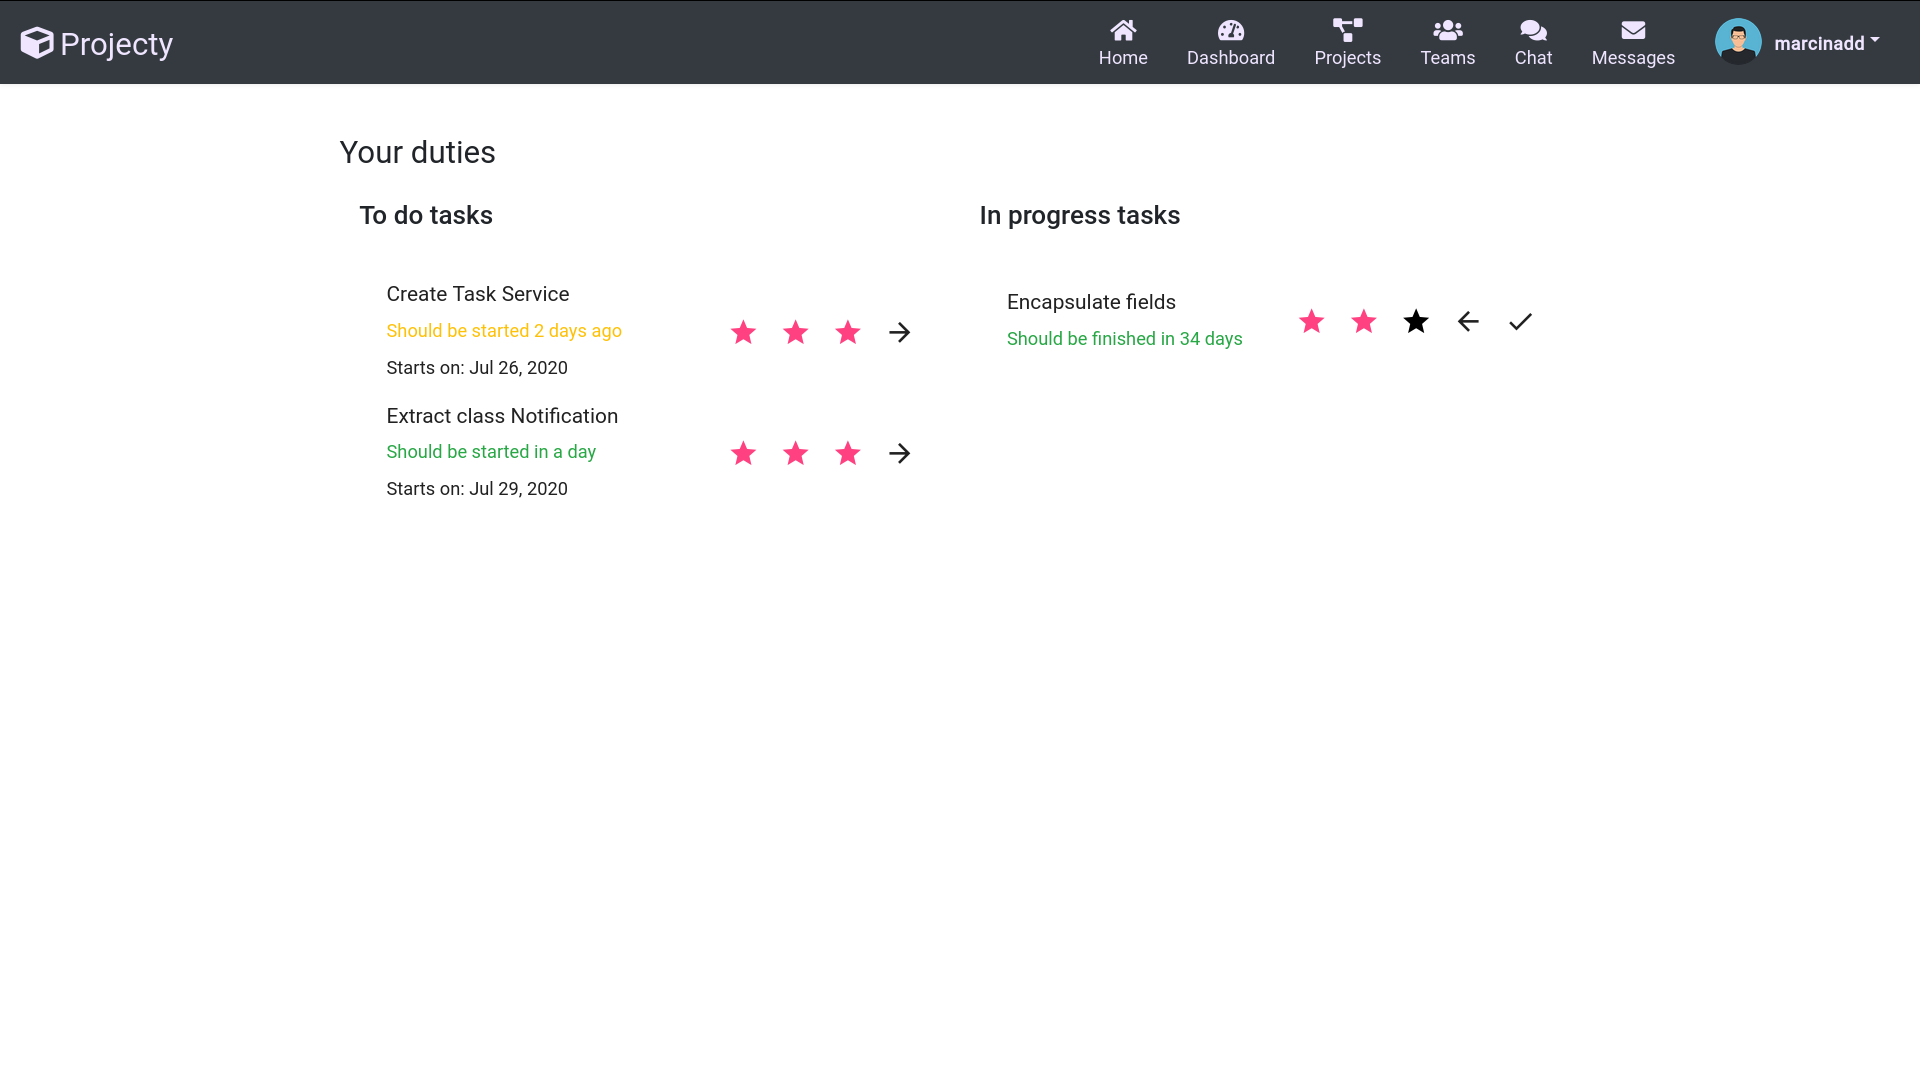 Projecty
Home
Dashboard
Projects
Teams
Chat
Messages
marcinadd
Your duties
To do tasks
Create Task Service
Should be started 2 days ago
Starts on: Jul 26, 2020
Extract class Notification
Should be started in a day
Starts on: Jul 29, 2020
In progress tasks
Encapsulate fields
Should be finished in 34 days